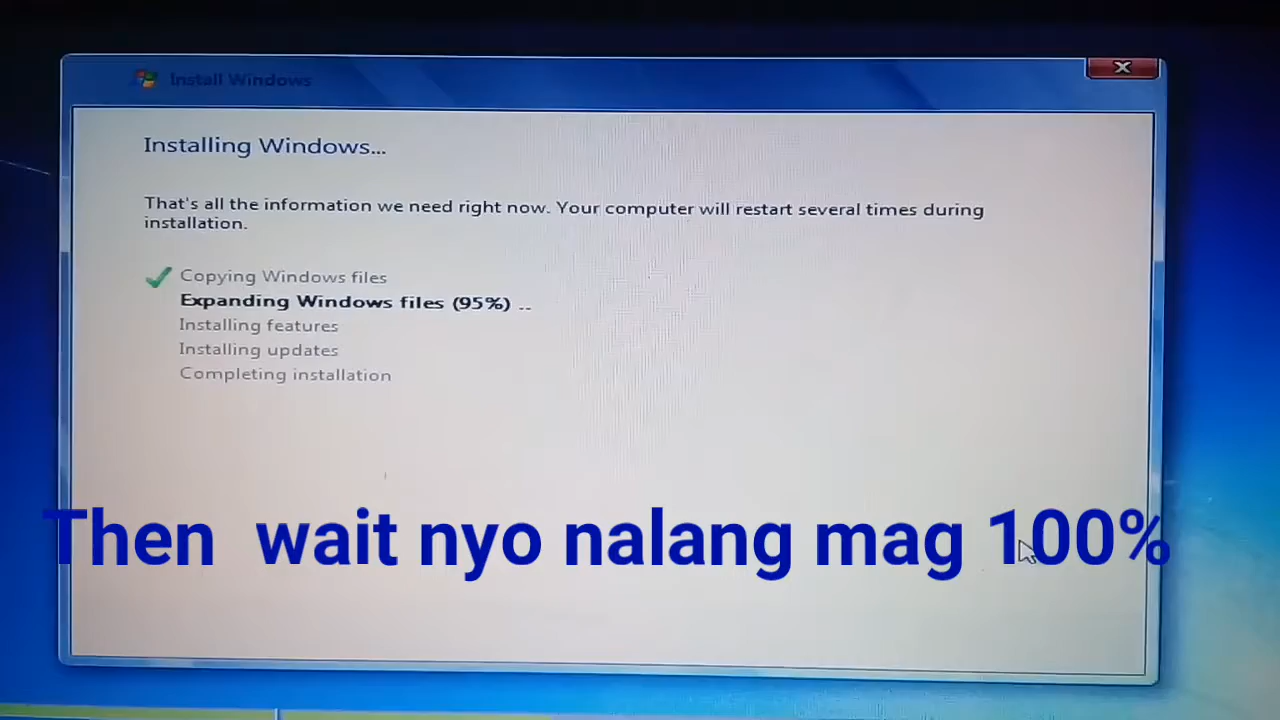 Install Windows
Installing Windows...
That's all the information we need right now. Your computer will restart several times during
installation.
Copying Windows files
Expanding Windows files (95%) ..
Installing features
Installing updates
Completing installation
Then wait nyo nalang mag 100%